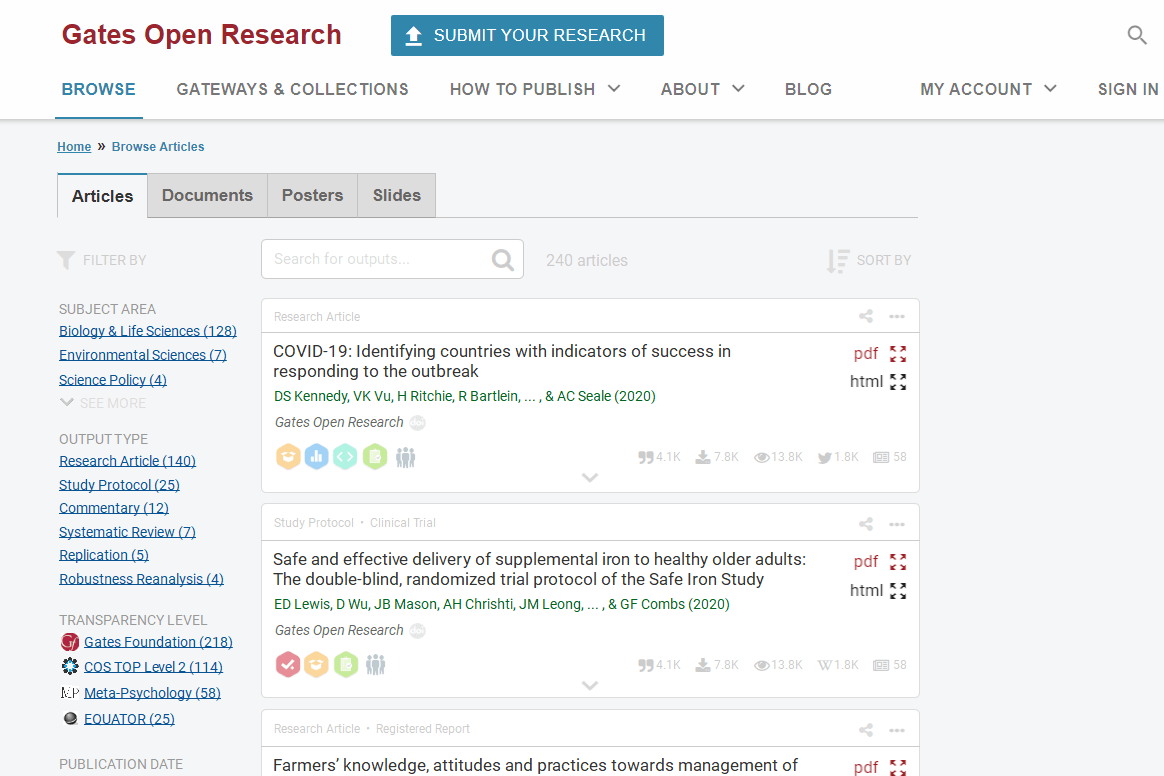 Gates Open Research
SUBMIT YOUR RESEARCH
BROWSE GATEWAYS & COLLECTIONS HOW TO PUBLISH ABOUT BLOG MY ACCOUNT SIGN IN
Home » Browse Articles
Articles Documents Posters Slides
FILTER BY
Search for outputs...
240 articles
SORT BY
SUBJECT AREA
Biology & Life Sciences (128)
Environmental Sciences (7)
Science Policy (4)
SEE MORE
OUTPUT TYPE
Research Article (140)
Study Protocol (25)
Commentary (12)
Systematic Review (7)
Replication (5)
Robustness Reanalysis (4)
TRANSPARENCY LEVEL
Gates Foundation (218)
COS TOP Level 2 (114)
MP Meta-Psychology (58)
EQUATOR (25)
PUBLICATION DATE
Research Article
COVID-19: Identifying countries with indicators of success in
responding to the outbreak
pdf
html
DS Kennedy, VK Vu, H Ritchie, R Bartlein, ... , & AC Seale (2020)
Gates Open Research doi
4.1K 7.8K 13.8K 1.8K 58
Study Protocol • Clinical Trial
Safe and effective delivery of supplemental iron to healthy older adults:
The double-blind, randomized trial protocol of the Safe Iron Study
pdf
html
ED Lewis, D Wu, JB Mason, AH Chrishti, JM Leong, ... , & GF Combs (2020)
Gates Open Research doi
4.1K 7.8K 13.8K W 1.8K 58
Research Article • Registered Report
Farmers' knowledge, attitudes and practices towards management of
pdf